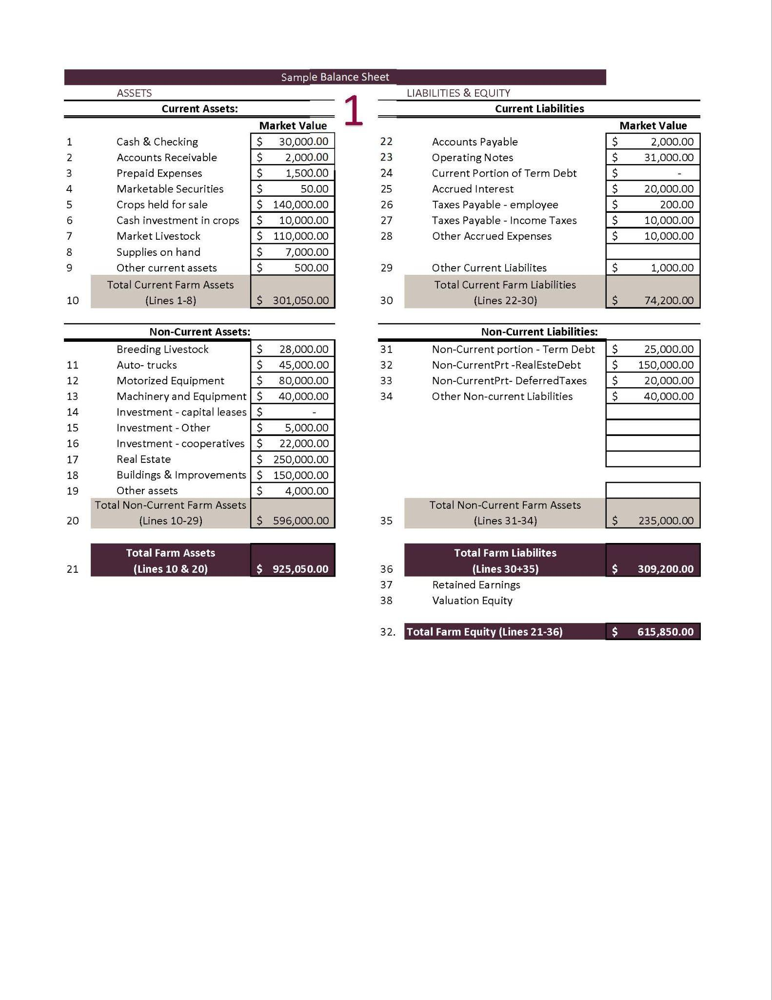 Sample Balance Sheet
ASSETS
1
LIABILITIES & EQUITY
Current Assets:
Current Liabilities
Market Value
Market Value
1 Cash & Checking $ 30,000.00
22 Accounts Payable $ 2,000.00
2 Accounts Receivable $ 2,000.00
23 Operating Notes $ 31,000.00
3 Prepaid Expenses $ 1,500.00
24 Current Portion of Term Debt $ -
4 Marketable Securities $ 50.00
25 Accrued Interest $ 20,000.00
5 Crops held for sale $ 140,000.00
26 Taxes Payable - employee $ 200.00
6 Cash investment in crops $ 10,000.00
27 Taxes Payable - Income Taxes $ 10,000.00
7 Market Livestock $ 110,000.00
28 Other Accrued Expenses $ 10,000.00
8 Supplies on hand $ 7,000.00
9 Other current assets $ 500.00
29 Other Current Liabilites $ 1,000.00
Total Current Farm Assets
10 (Lines 1-8) $ 301,050.00
Total Current Farm Liabilities
30 (Lines 22-30) $ 74,200.00
Non-Current Assets:
Non-Current Liabilities:
Breeding Livestock $ 28,000.00
31 Non-Current portion - Term Debt $ 25,000.00
11 Auto- trucks $ 45,000.00
32 Non-CurrentPrt -RealEsteDebt $ 150,000.00
12 Motorized Equipment $ 80,000.00
33 Non-CurrentPrt- DeferredTaxes $ 20,000.00
13 Machinery and Equipment $ 40,000.00
34 Other Non-current Liabilities $ 40,000.00
14 Investment - capital leases $ -
15 Investment - Other $ 5,000.00
16 Investment - cooperatives $ 22,000.00
17 Real Estate $ 250,000.00
18 Buildings & Improvements $ 150,000.00
19 Other assets $ 4,000.00
Total Non-Current Farm Assets
20 (Lines 10-29) $ 596,000.00
Total Non-Current Farm Assets
35 (Lines 31-34) $ 235,000.00
Total Farm Assets
21 (Lines 10 & 20) $ 925,050.00
Total Farm Liabilites
36 (Lines 30+35) $ 309,200.00
37 Retained Earnings
38 Valuation Equity
32. Total Farm Equity (Lines 21-36) $ 615,850.00